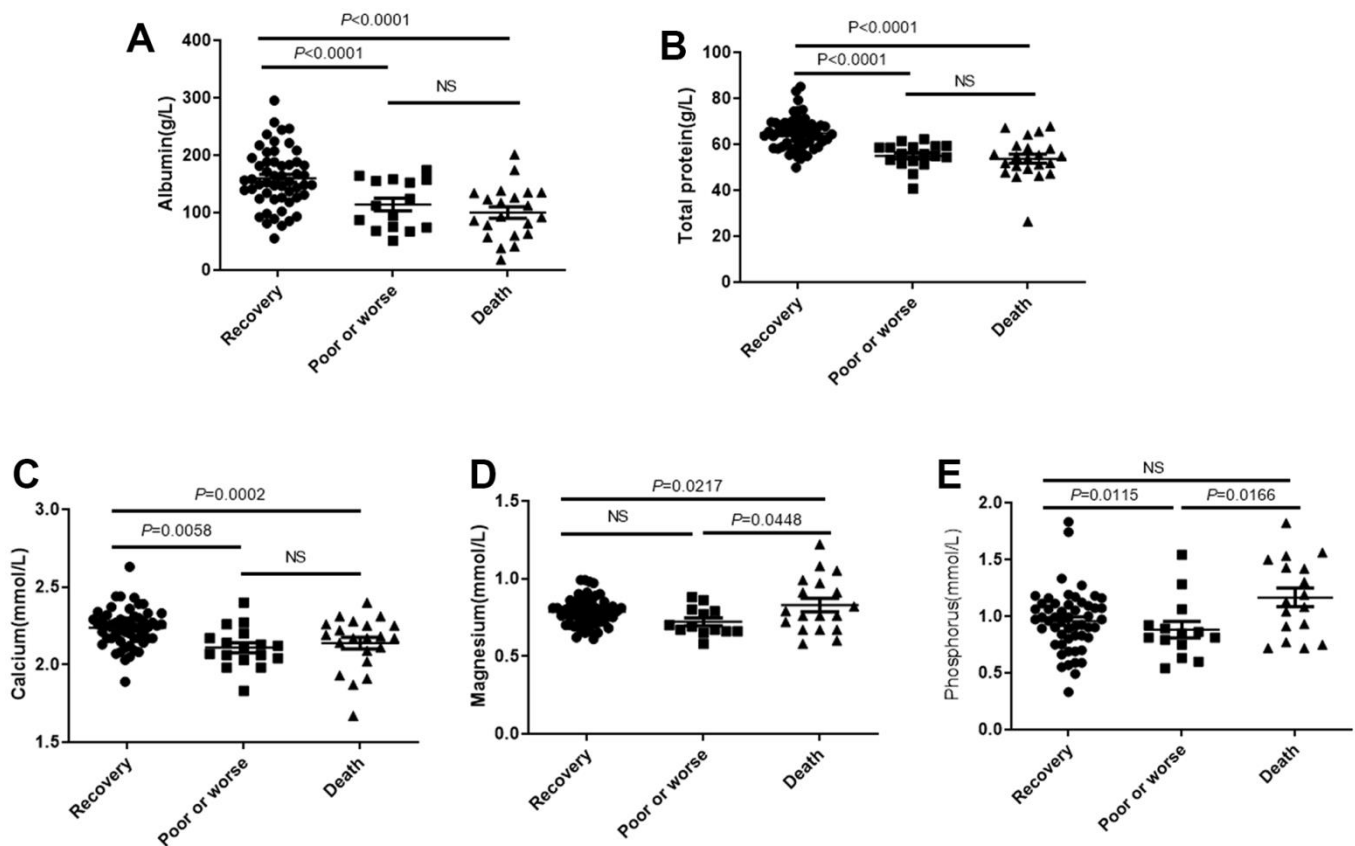 A
P<0.0001
P<0.0001
NS
Albumin(g/L)
400
300
200
100
0
Recovery
Poor or worse
Death
B
P<0.0001
P<0.0001
NS
Total protein(g/L)
100
80
60
40
20
0
Recovery
Poor or worse
Death
C
P=0.0002
P=0.0058
NS
Calcium(mmol/L)
3.0
2.5
2.0
1.5
Recovery
Poor or worse
Death
D
P=0.0217
NS
P=0.0448
Magnesium(mmol/L)
1.5
1.0
0.5
0.0
Recovery
Poor or worse
Death
E
NS
P=0.0115
P=0.0166
Phosphorus(mmol/L)
2.0
1.5
1.0
0.5
0.0
Recovery
Poor or worse
Death